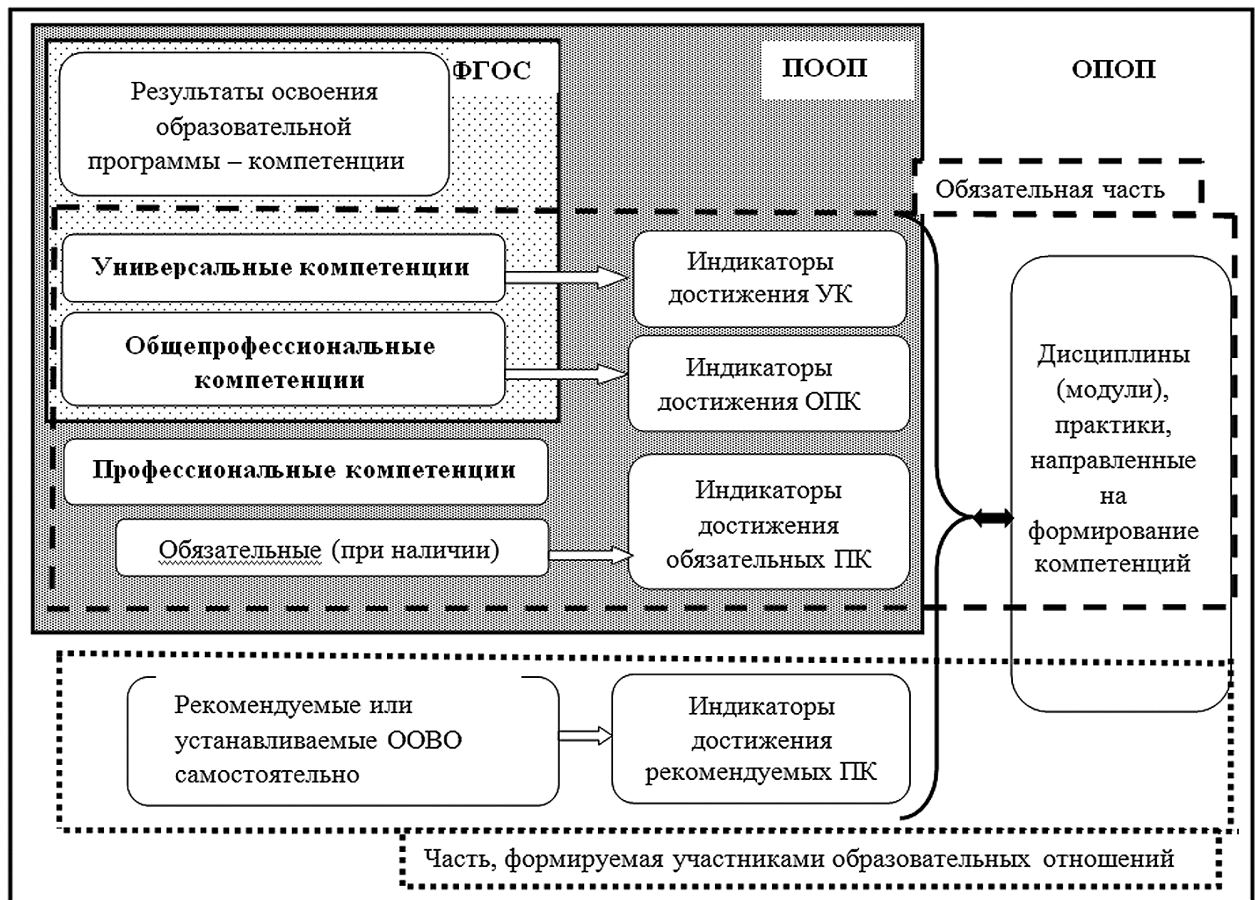 ФГОС
ПООП
ОПОП
Результаты освоения
образовательной
программы – компетенции
Обязательная часть
Универсальные компетенции
Индикаторы
достижения УК
Общепрофессиональные
компетенции
Индикаторы
достижения ОПК
Дисциплины
(модули),
практики,
направленные
на
формирование
компетенций
Профессиональные компетенции
Обязательные (при наличии)
Индикаторы
достижения
обязательных ПК
Рекомендуемые или
устанавливаемые ООВО
самостоятельно
Индикаторы
достижения
рекомендуемых ПК
Часть, формируемая участниками образовательных отношений